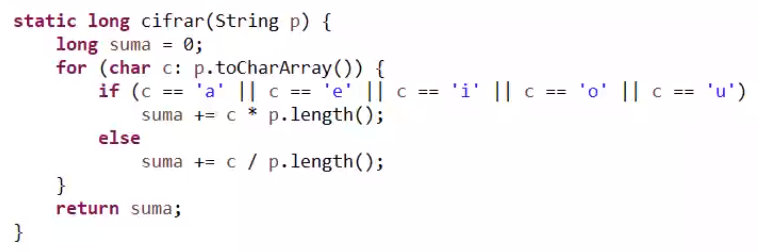 static long cifrar(String p) {
    long suma = 0;
    for (char c: p.toCharArray()) {
        if (c == 'a' || c == 'e' || c == 'i' || c == 'o' || c == 'u')
            suma += c * p.length();
        else
            suma += c / p.length();
    }
    return suma;
}